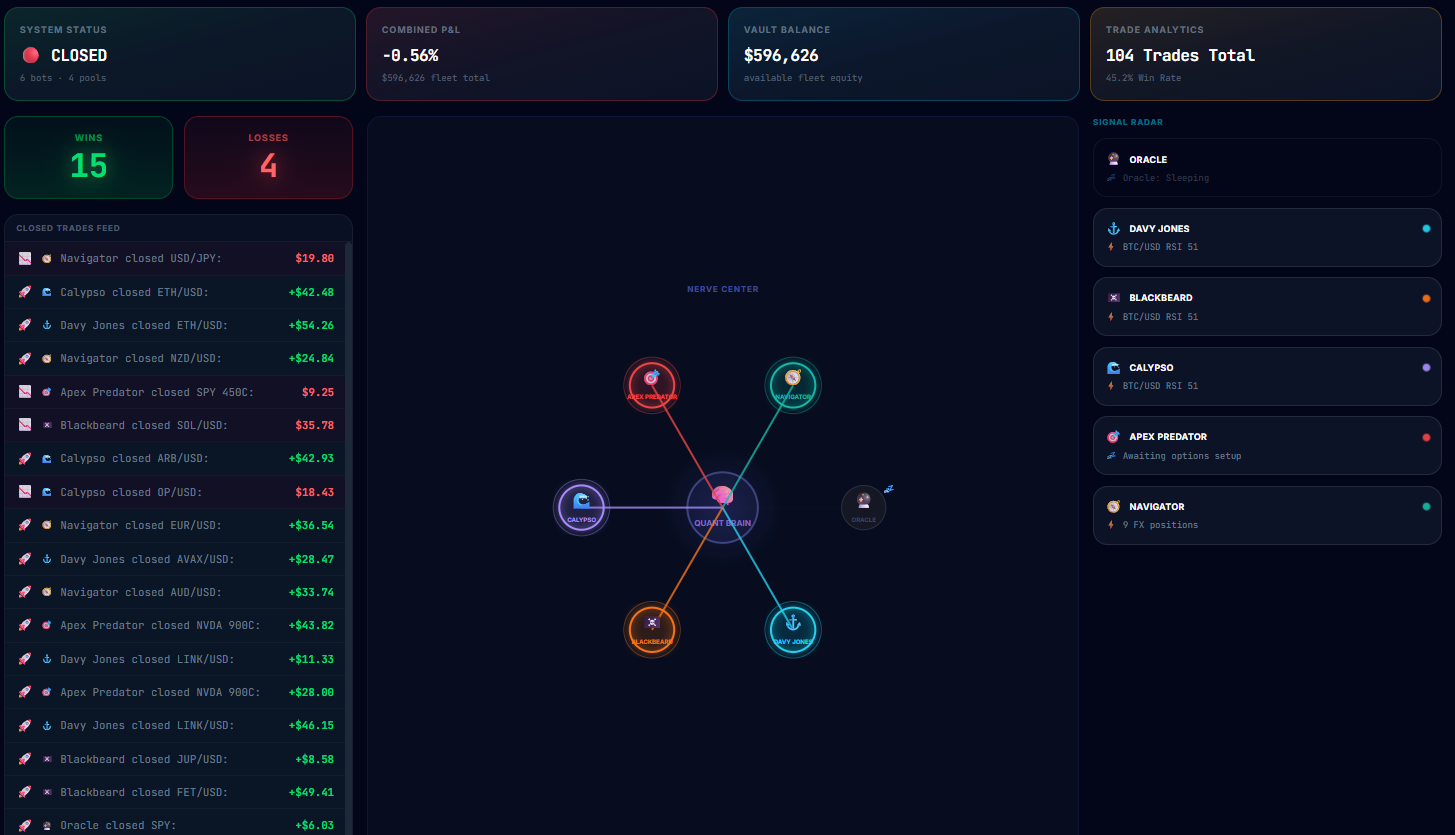 SYSTEM STATUS
CLOSED
6 bots · 4 pools
COMBINED P&L
-0.56%
$596,626 fleet total
VAULT BALANCE
$596,626
available fleet equity
TRADE ANALYTICS
104 Trades Total
45.2% Win Rate
WINS
15
LOSSES
4
CLOSED TRADES FEED
Navigator closed USD/JPY: $19.80
Calypso closed ETH/USD: +$42.48
Davy Jones closed ETH/USD: +$54.26
Navigator closed NZD/USD: +$24.84
Apex Predator closed SPY 450C: $9.25
Blackbeard closed SOL/USD: $35.78
Calypso closed ARB/USD: +$42.93
Calypso closed OP/USD: $18.43
Navigator closed EUR/USD: +$36.54
Davy Jones closed AVAX/USD: +$28.47
Navigator closed AUD/USD: +$33.74
Apex Predator closed NVDA 900C: +$43.82
Davy Jones closed LINK/USD: +$11.33
Apex Predator closed NVDA 900C: +$28.00
Davy Jones closed LINK/USD: +$46.15
Blackbeard closed JUP/USD: +$8.58
Blackbeard closed FET/USD: +$49.41
Oracle closed SPY: +$6.03
NERVE CENTER
APEX PREDATOR
NAVIGATOR
CALYPSO
QUANT BRAIN
ORACLE
BLACKBEARD
DAVY JONES
SIGNAL RADAR
ORACLE
Oracle: Sleeping
DAVY JONES
BTC/USD RSI 51
BLACKBEARD
BTC/USD RSI 51
CALYPSO
BTC/USD RSI 51
APEX PREDATOR
Awaiting options setup
NAVIGATOR
9 FX positions